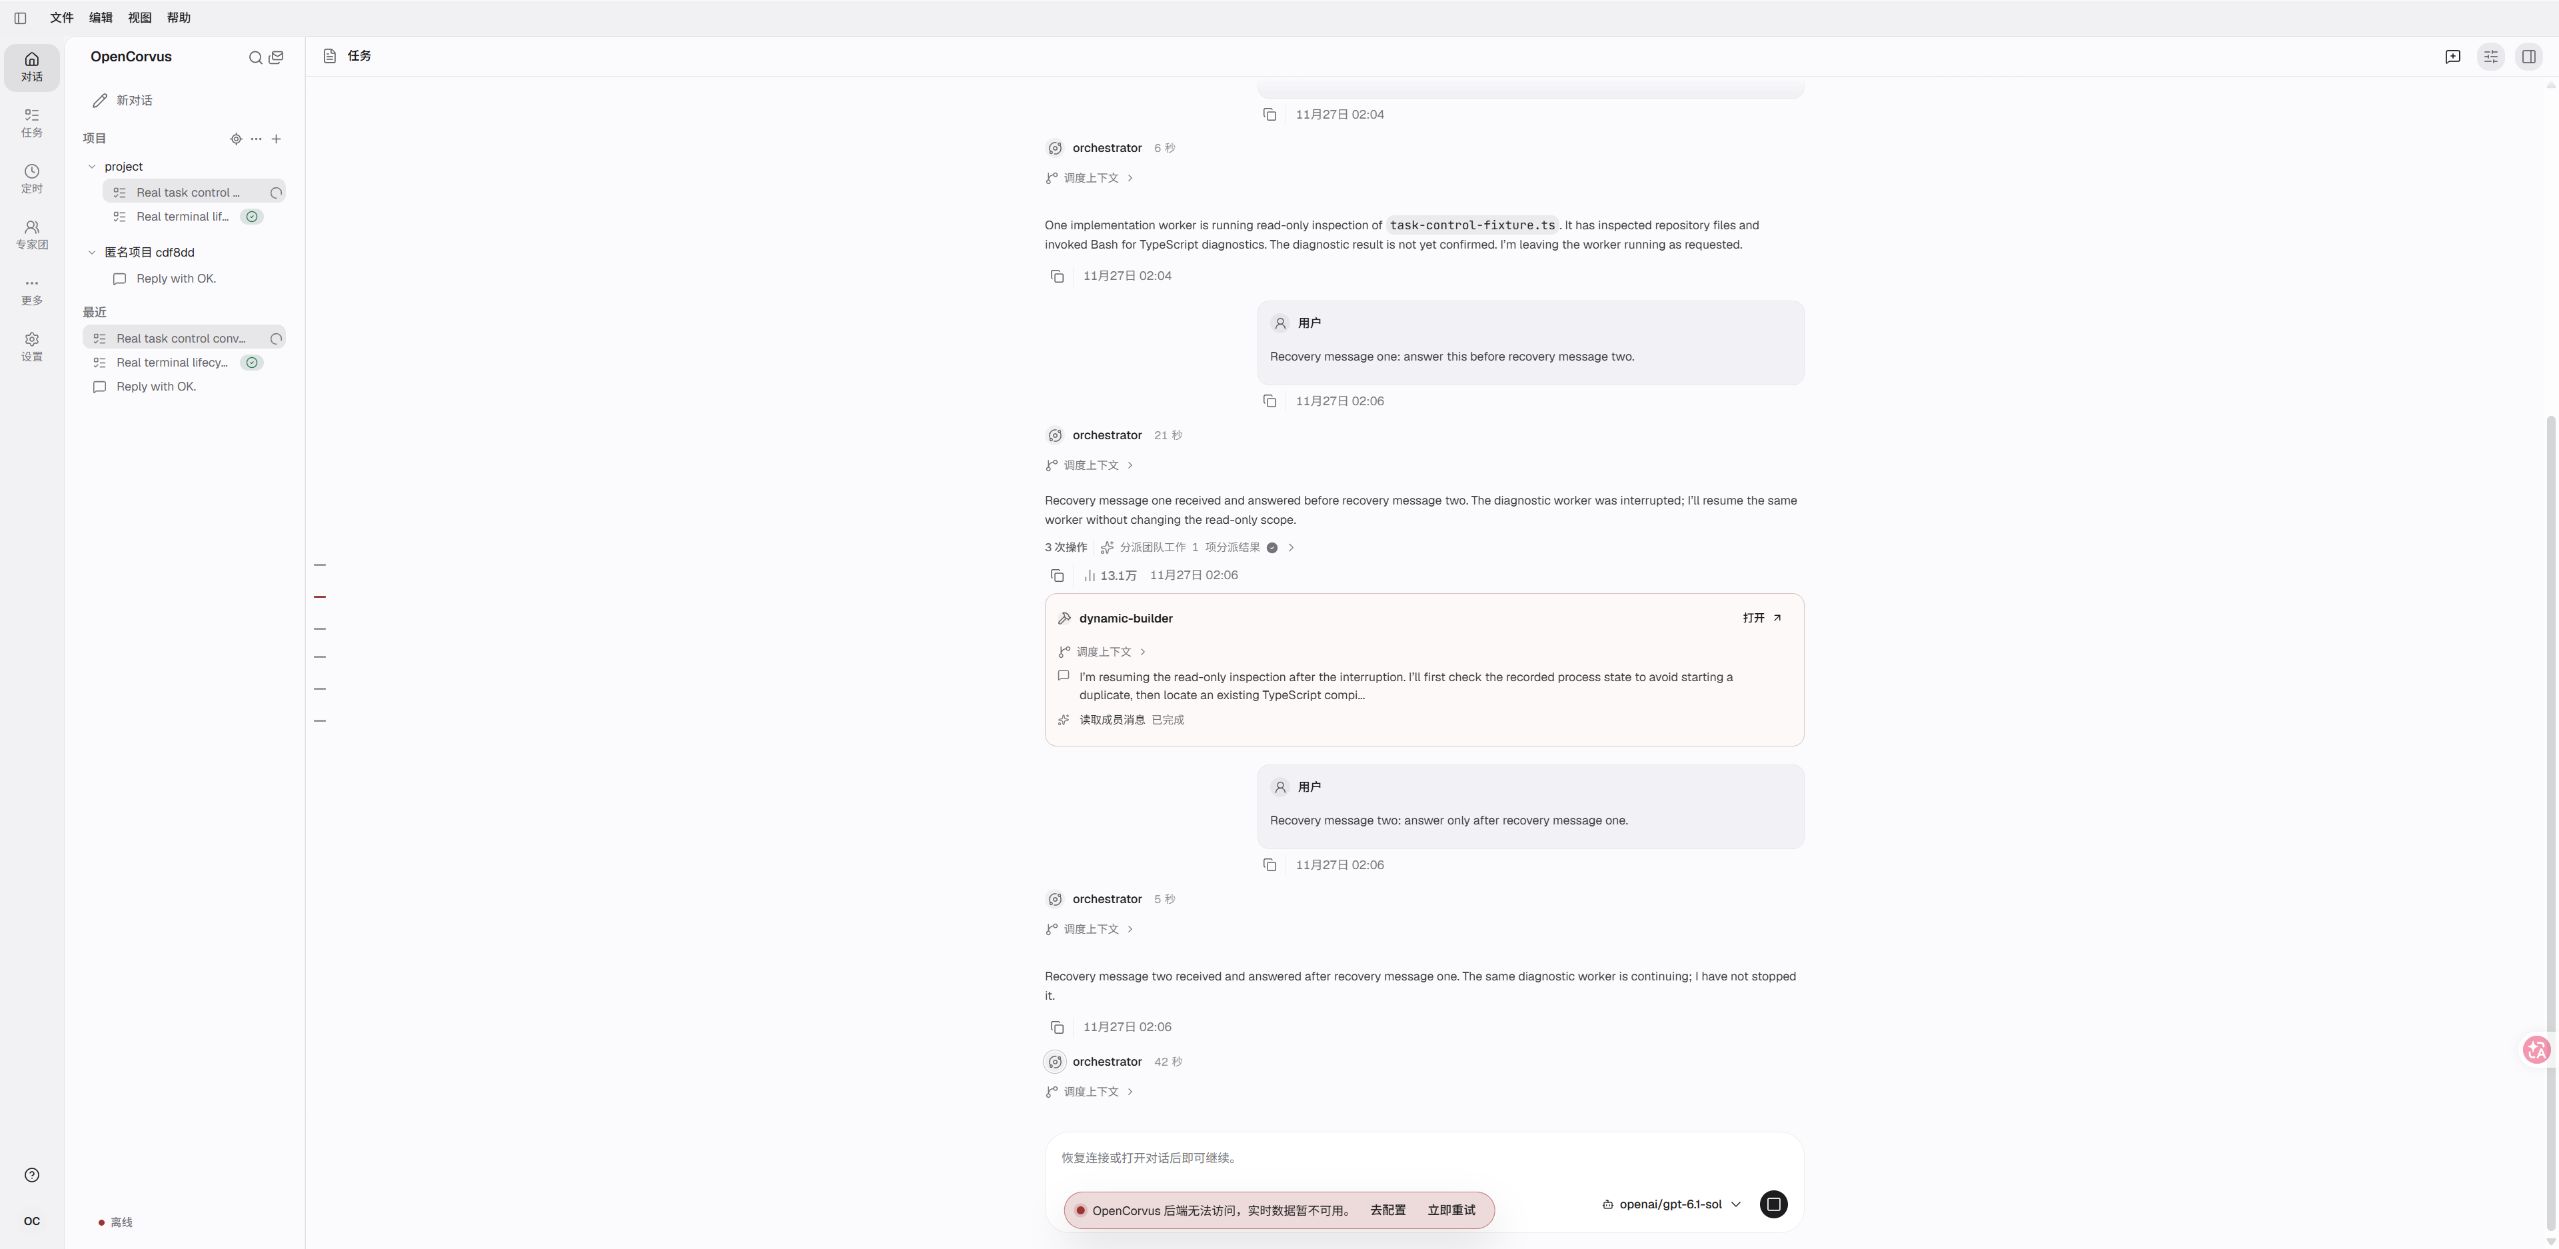 文件 编辑 视图 帮助
OpenCorvus
任务
对话
任务
定时
专家团
更多
设置
OC
新对话
项目
project
Real task control ...
Real terminal lif...
匿名项目 cdf8dd
Reply with OK.
最近
Real task control conv...
Real terminal lifecy...
Reply with OK.
离线
11月27日 02:04
orchestrator 6 秒
调度上下文
One implementation worker is running read-only inspection of task-control-fixture.ts. It has inspected repository files and
invoked Bash for TypeScript diagnostics. The diagnostic result is not yet confirmed. I'm leaving the worker running as requested.
11月27日 02:04
用户
Recovery message one: answer this before recovery message two.
11月27日 02:06
orchestrator 21 秒
调度上下文
Recovery message one received and answered before recovery message two. The diagnostic worker was interrupted; I'll resume the same
worker without changing the read-only scope.
3 次操作 分派团队工作 1 项分派结果
13.1万 11月27日 02:06
dynamic-builder 打开
调度上下文
I'm resuming the read-only inspection after the interruption. I'll first check the recorded process state to avoid starting a
duplicate, then locate an existing TypeScript compi...
读取成员消息 已完成
用户
Recovery message two: answer only after recovery message one.
11月27日 02:06
orchestrator 5 秒
调度上下文
Recovery message two received and answered after recovery message one. The same diagnostic worker is continuing; I have not stopped
it.
11月27日 02:06
orchestrator 42 秒
调度上下文
恢复连接或打开对话后即可继续。
OpenCorvus 后端无法访问，实时数据暂不可用。 去配置 立即重试
openai/gpt-6.1-sol